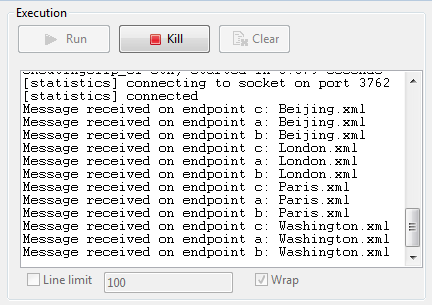 Execution
Run
Kill
Clear
[statistics] connecting to socket on port 3762
[statistics] connected
Message received on endpoint c: Beijing.xml
Message received on endpoint a: Beijing.xml
Message received on endpoint b: Beijing.xml
Message received on endpoint c: London.xml
Message received on endpoint a: London.xml
Message received on endpoint b: London.xml
Message received on endpoint c: Paris.xml
Message received on endpoint a: Paris.xml
Message received on endpoint b: Paris.xml
Message received on endpoint c: Washington.xml
Message received on endpoint a: Washington.xml
Message received on endpoint b: Washington.xml
Line limit
100
Wrap